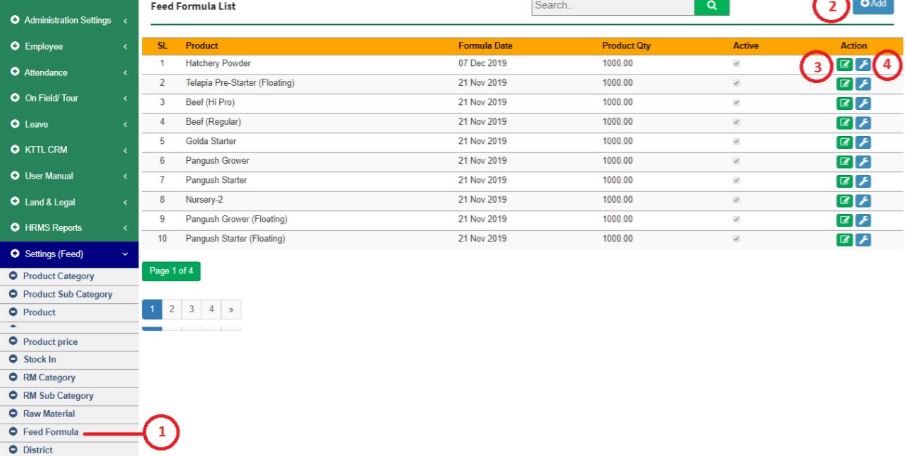 Feed Formula List
Search..
2
Add
Administration Settings
Employee
Attendance
On Field/ Tour
Leave
KTTL CRM
User Manual
Land & Legal
HRMS Reports
Settings (Feed)
Product Category
Product Sub Category
Product
Product price
Stock In
RM Category
RM Sub Category
Raw Material
Feed Formula
District
1
SL Product Formula Date Product Qty Active Action
1 Hatchery Powder 07 Dec 2019 1000.00
3 4
2 Telapia Pre-Starter (Floating) 21 Nov 2019 1000.00
3 Beef (Hi Pro) 21 Nov 2019 1000.00
4 Beef (Regular) 21 Nov 2019 1000.00
5 Golda Starter 21 Nov 2019 1000.00
6 Pangush Grower 21 Nov 2019 1000.00
7 Pangush Starter 21 Nov 2019 1000.00
8 Nursery-2 21 Nov 2019 1000.00
9 Pangush Grower (Floating) 21 Nov 2019 1000.00
10 Pangush Starter (Floating) 21 Nov 2019 1000.00
Page 1 of 4
1 2 3 4 »